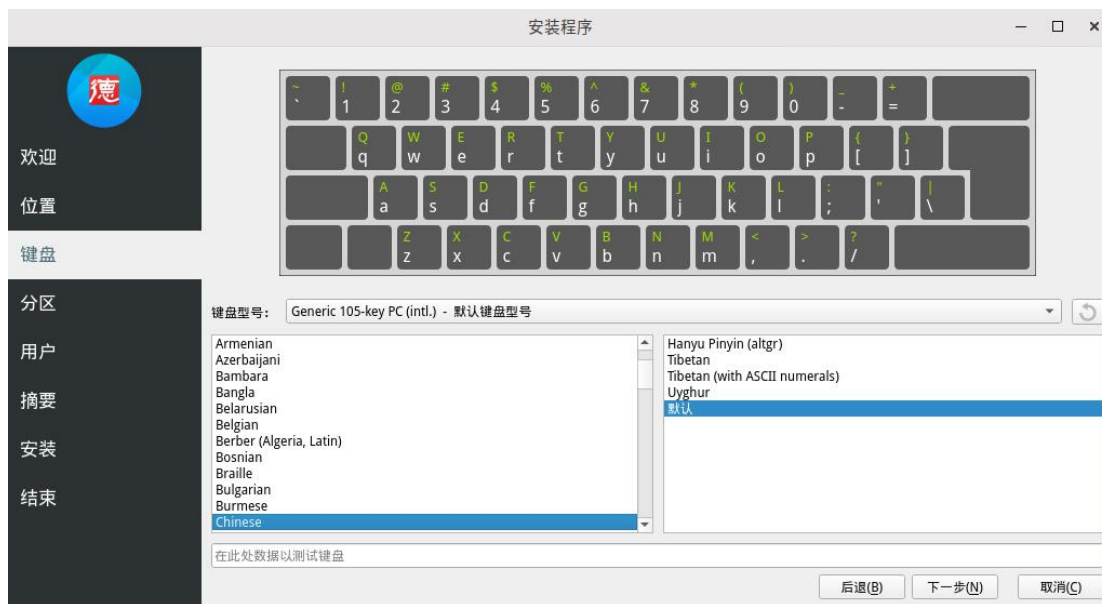 安装程序
德
欢迎
位置
键盘
分区
用户
摘要
安装
结束
~ ! @ # $ % ^ & * ( ) _ +
` 1 2 3 4 5 6 7 8 9 0 - =
Q W E R T Y U I O P { }
q w e r t y u i o p [ ]
A S D F G H J K L : " |
a s d f g h j k l ; ' \
Z X C V B N M < > ?
z x c v b n m , . /
键盘型号: Generic 105-key PC (intl.) - 默认键盘型号
Armenian
Azerbaijani
Bambara
Bangla
Belarusian
Belgian
Berber (Algeria, Latin)
Bosnian
Braille
Bulgarian
Burmese
Chinese
Hanyu Pinyin (altgr)
Tibetan
Tibetan (with ASCII numerals)
Uyghur
默认
在此处数据以测试键盘
后退(B) 下一步(N) 取消(C)